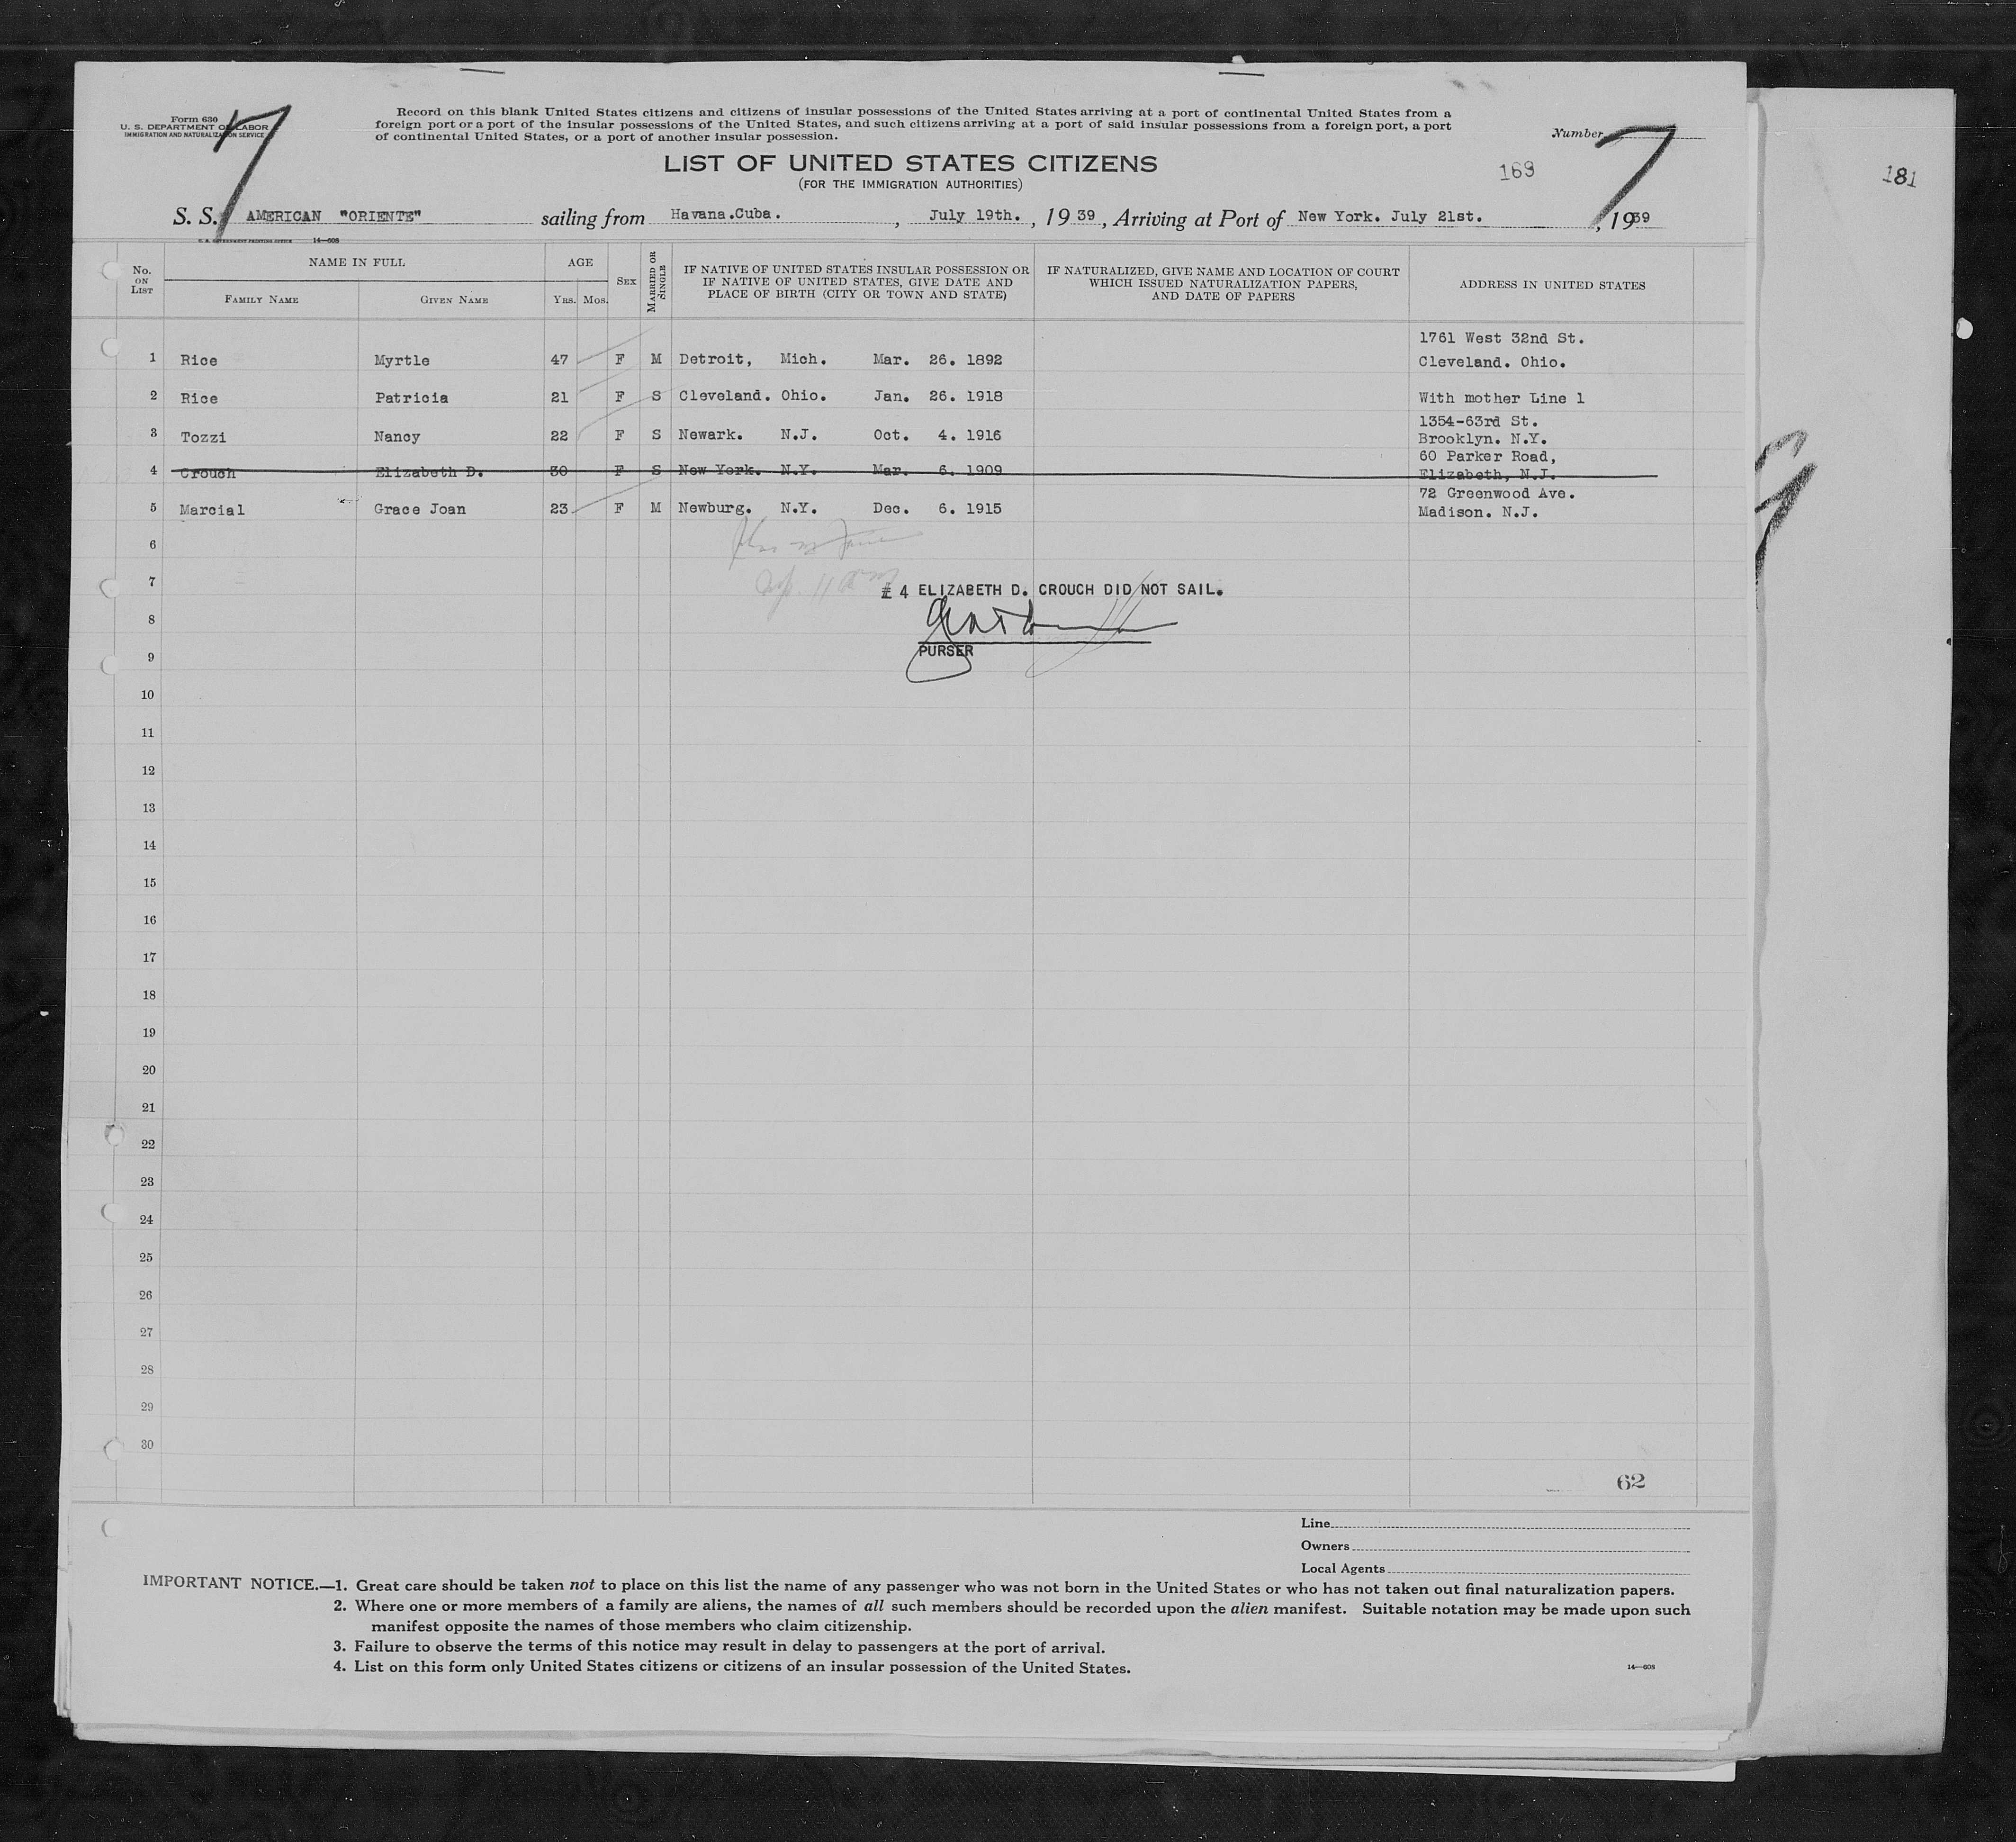 Form 630
U. S. DEPARTMENT OF LABOR
IMMIGRATION AND NATURALIZATION SERVICE
7
Record on this blank United States citizens and citizens of insular possessions of the United States arriving at a port of continental United States from a
foreign port or a port of the insular possessions of the United States, and such citizens arriving at a port of said insular possessions from a foreign port, a port
of continental United States, or a port of another insular possession.
Number 7
LIST OF UNITED STATES CITIZENS
(FOR THE IMMIGRATION AUTHORITIES)
169
181
S. S. AMERICAN "ORIENTE" sailing from Havana.Cuba. , July 19th. , 19 39 , Arriving at Port of New York. July 21st. , 1939
U. S. GOVERNMENT PRINTING OFFICE 14—608
No. ON LIST
NAME IN FULL
FAMILY NAME GIVEN NAME
AGE
YRS. MOS.
SEX
MARRIED OR SINGLE
IF NATIVE OF UNITED STATES INSULAR POSSESSION OR
IF NATIVE OF UNITED STATES, GIVE DATE AND
PLACE OF BIRTH (CITY OR TOWN AND STATE)
IF NATURALIZED, GIVE NAME AND LOCATION OF COURT
WHICH ISSUED NATURALIZATION PAPERS,
AND DATE OF PAPERS
ADDRESS IN UNITED STATES
1761 West 32nd St.
1 Rice Myrtle 47 F M Detroit, Mich. Mar. 26. 1892 Cleveland. Ohio.
2 Rice Patricia 21 F S Cleveland. Ohio. Jan. 26. 1918 With mother Line 1
1354-63rd St.
3 Tozzi Nancy 22 F S Newark. N.J. Oct. 4. 1916 Brooklyn. N.Y.
60 Parker Road,
4 Crouch Elizabeth D. 30 F S New York. N.Y. Mar. 6. 1909 Elizabeth, N.J.
72 Greenwood Ave.
5 Marcial Grace Joan 23 F M Newburg. N.Y. Dec. 6. 1915 Madison. N.J.
6
7
# 4 ELIZABETH D. CROUCH DID NOT SAIL.
8
PURSER
9
10
11
12
13
14
15
16
17
18
19
20
21
22
23
24
25
26
27
28
29
30
62
Line
Owners
Local Agents
IMPORTANT NOTICE.—1. Great care should be taken not to place on this list the name of any passenger who was not born in the United States or who has not taken out final naturalization papers.
2. Where one or more members of a family are aliens, the names of all such members should be recorded upon the alien manifest. Suitable notation may be made upon such
manifest opposite the names of those members who claim citizenship.
3. Failure to observe the terms of this notice may result in delay to passengers at the port of arrival.
4. List on this form only United States citizens or citizens of an insular possession of the United States.
14—608